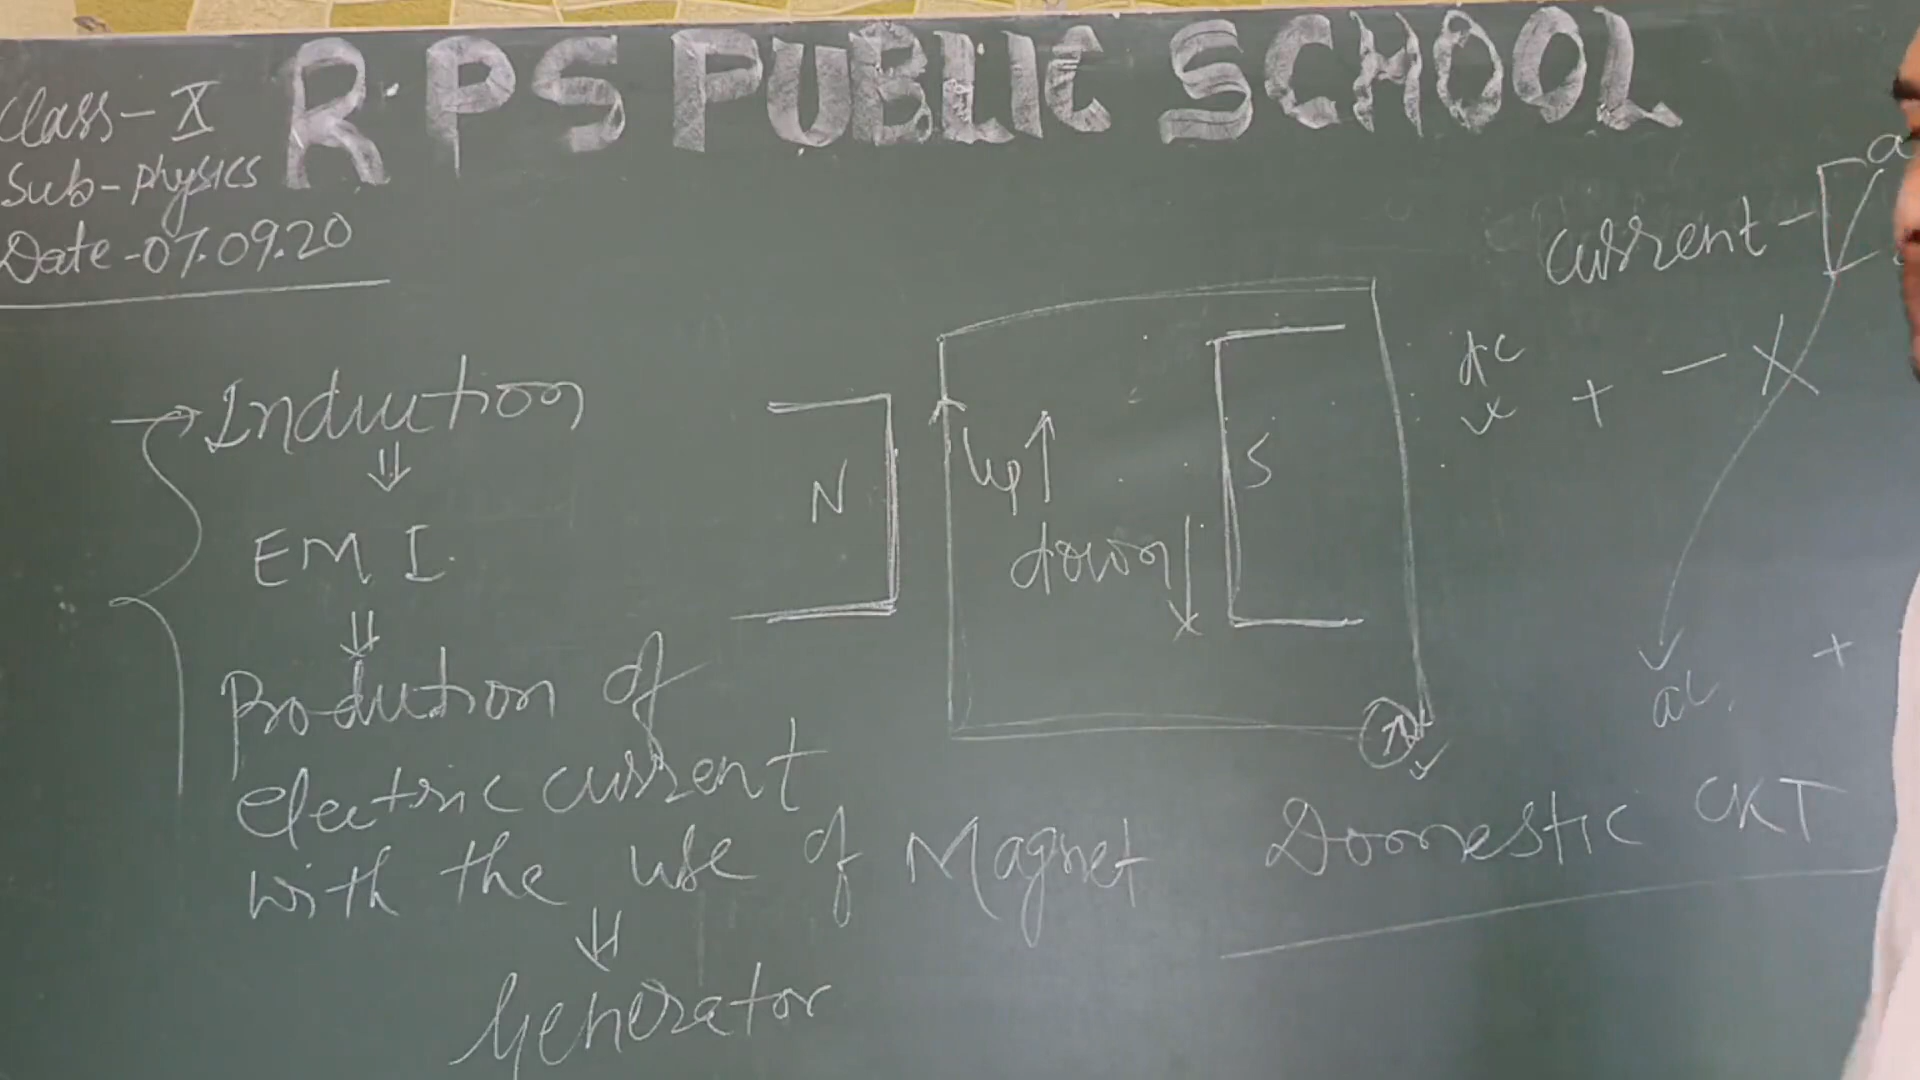 R.P S PUBLIC SCHOOL
Class - X
Sub - physics
Date - 07.09.20
Induction
EM I.
Production of
electric current
with the use of Magnet
Generator
N
Up
down
S
current -
dc
+ - X
ac
+
Domestic CKT